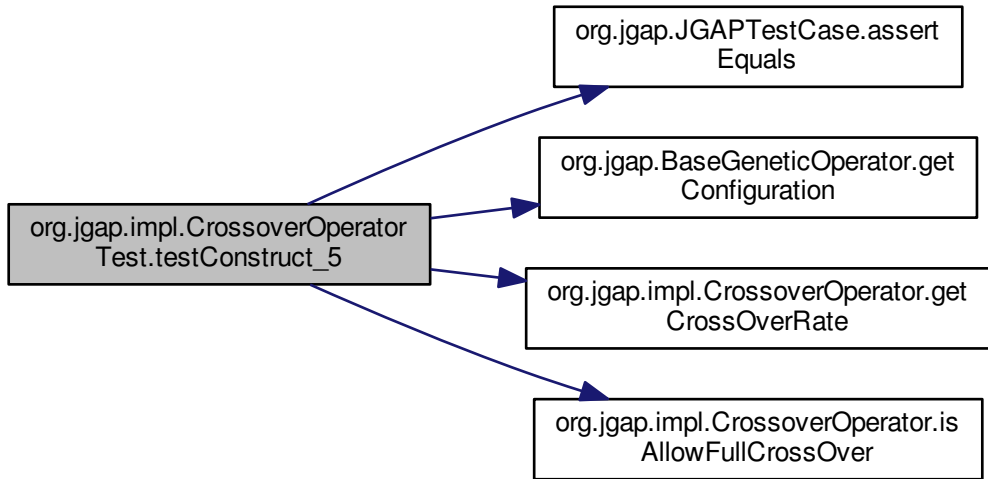 org.jgap.JGAPTestCase.assert
Equals
org.jgap.BaseGeneticOperator.get
Configuration
org.jgap.impl.CrossoverOperator
Test.testConstruct_5
org.jgap.impl.CrossoverOperator.get
CrossOverRate
org.jgap.impl.CrossoverOperator.is
AllowFullCrossOver